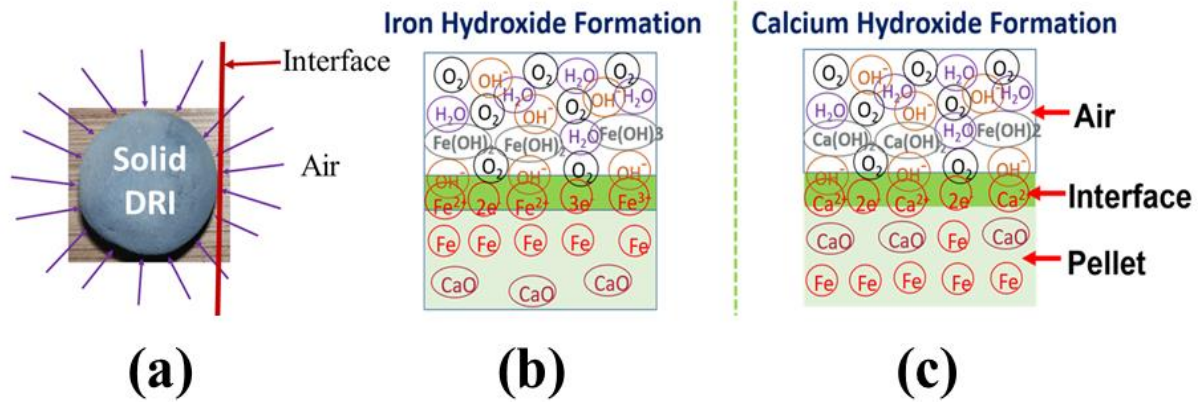 Interface
Solid
DRI
Air
(a)
Iron Hydroxide Formation
O₂ OH⁻ O₂ H₂O O₂
H₂O H₂O O₂ OH⁻ O₂ OH⁻ H₂O
Fe(OH)₂ Fe(OH)₂ H₂O Fe(OH)3
O₂ O₂
OH⁻ OH⁻ OH⁻
Fe²⁺ 2e⁻ Fe²⁺ 3e⁻ Fe³⁺
Fe Fe Fe Fe Fe
CaO CaO CaO
(b)
Calcium Hydroxide Formation
O₂ OH⁻ O₂ H₂O O₂
H₂O H₂O O₂ OH⁻ O₂ OH⁻ H₂O
Ca(OH)₂ Ca(OH)₂ H₂O Fe(OH)2
O₂ O₂
OH⁻ OH⁻ OH⁻
Ca²⁺ 2e⁻ Ca²⁺ 2e⁻ Ca²⁺
CaO CaO Fe CaO
Fe Fe Fe Fe Fe
Air
Interface
Pellet
(c)